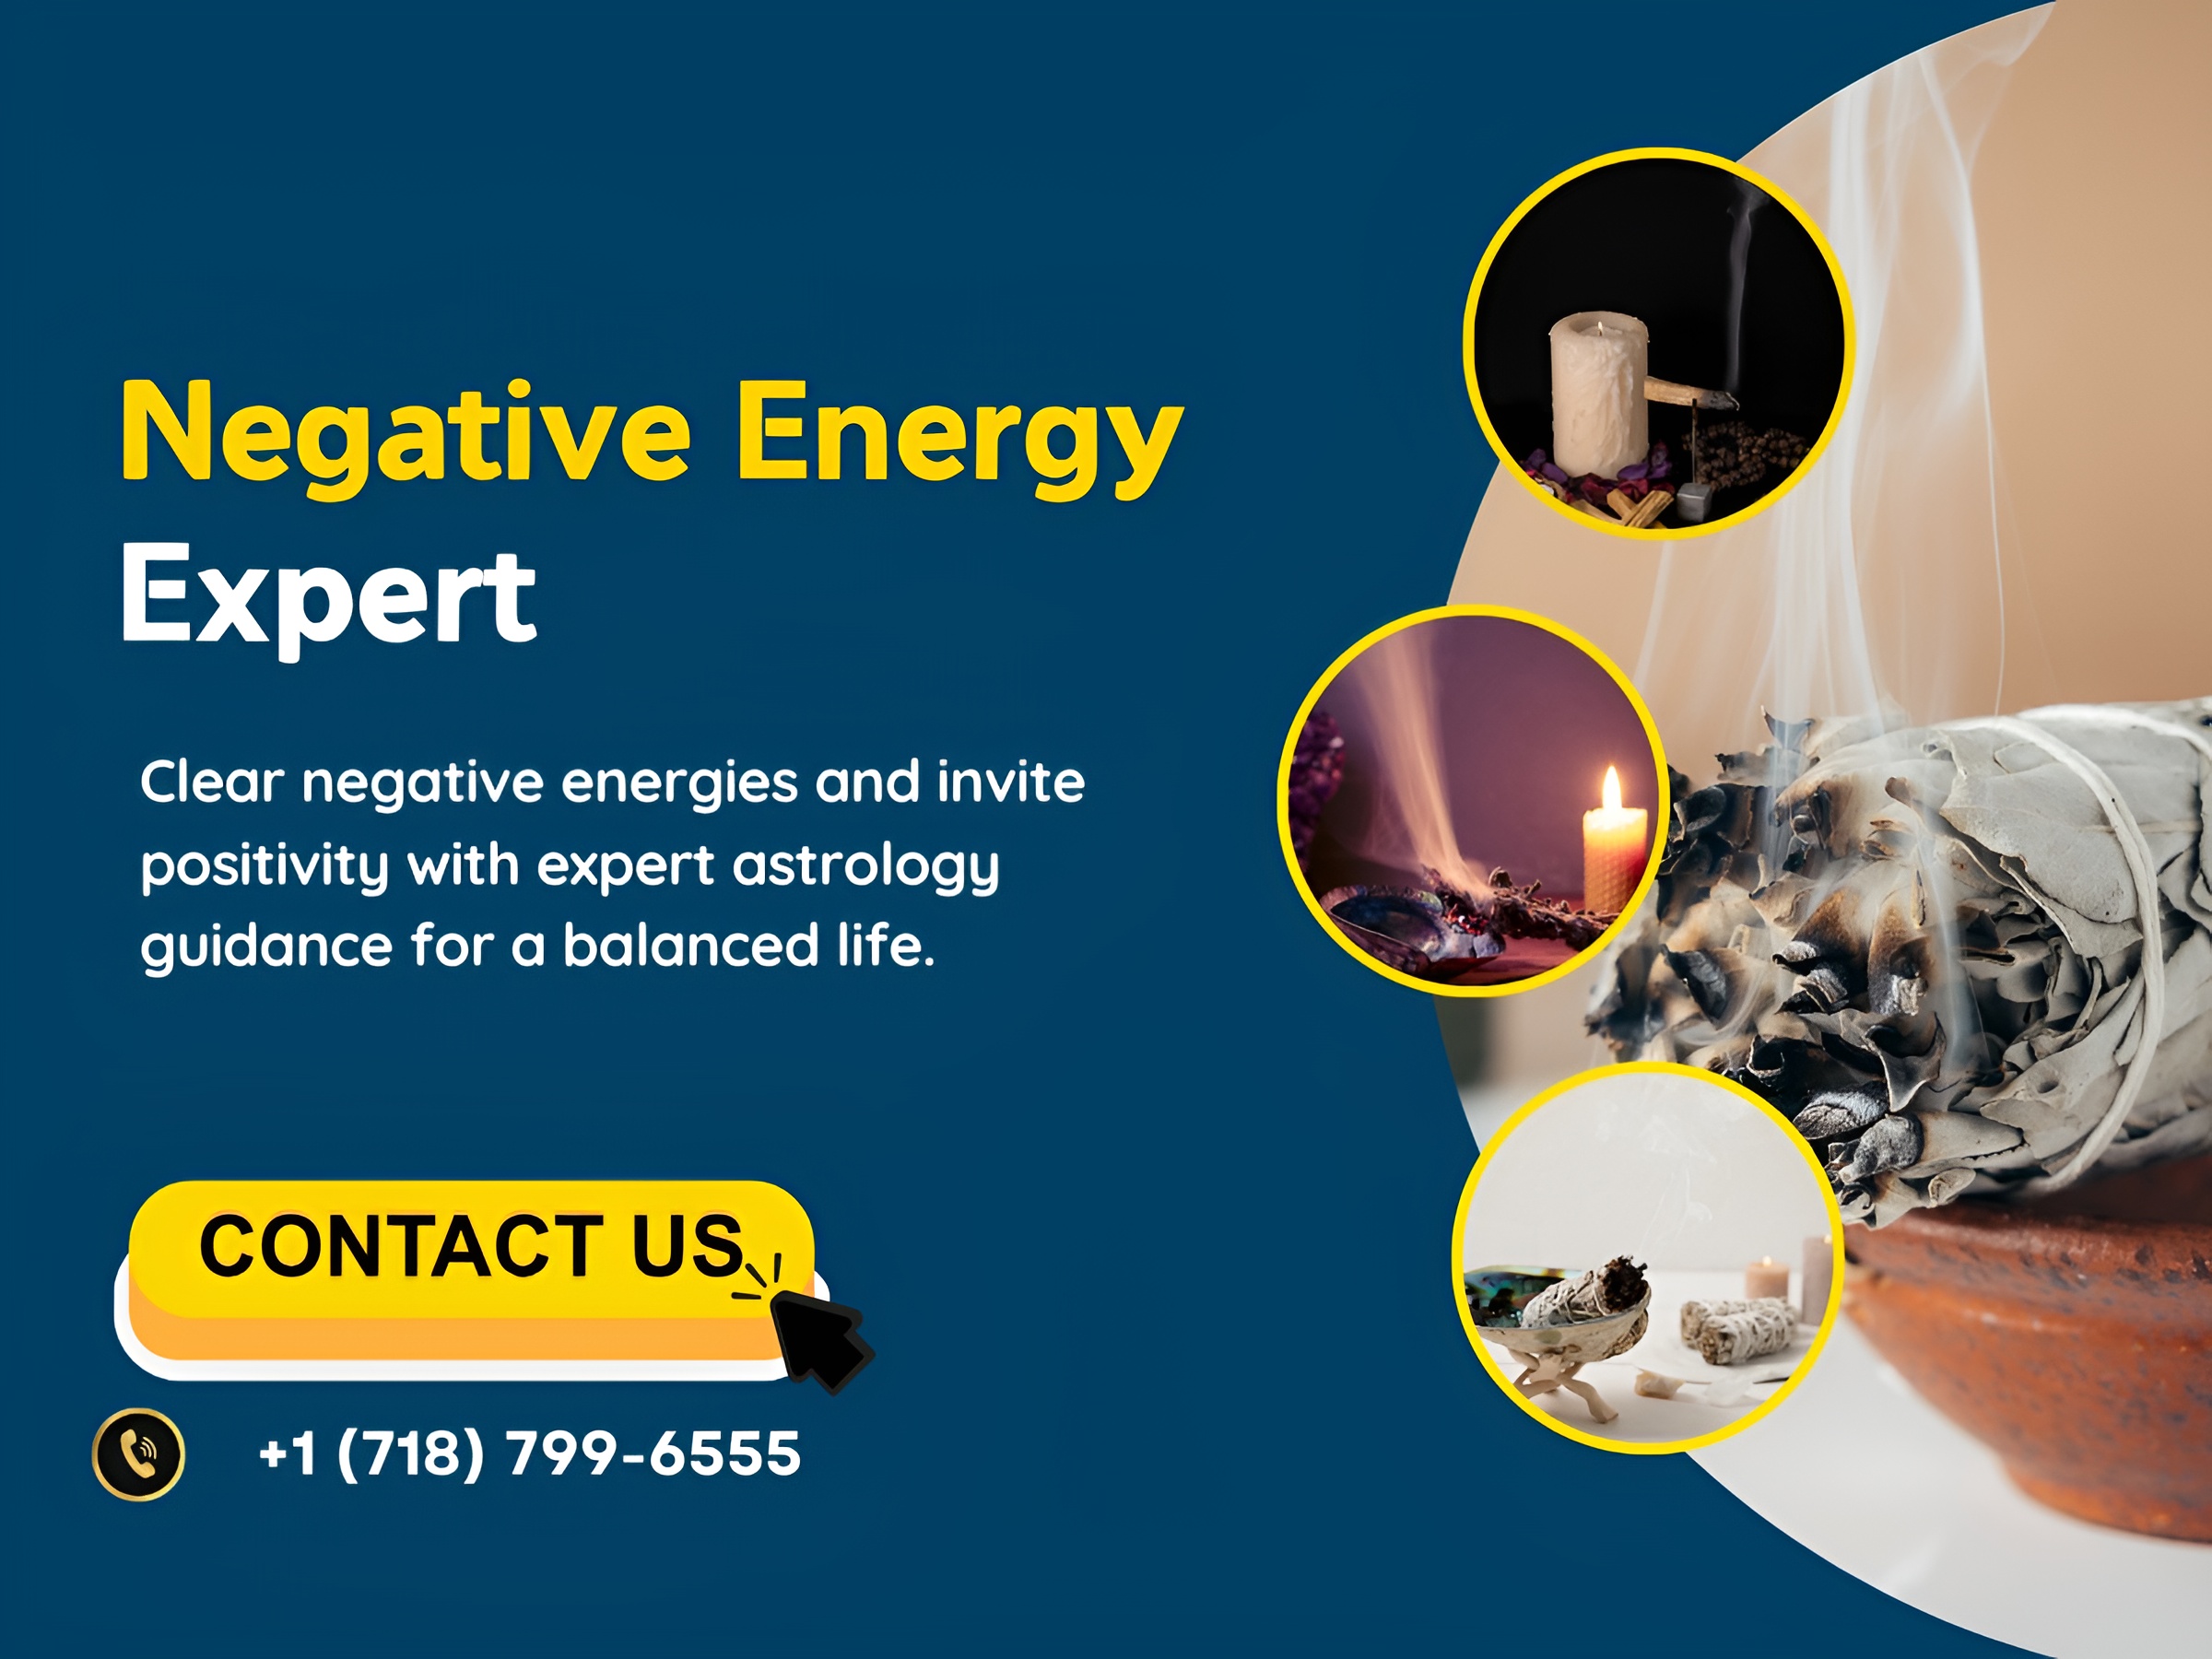 Negative Energy
Expert
Clear negative energies and invite
positivity with expert astrology
guidance for a balanced life.
CONTACT US
+1 (718) 799-6555